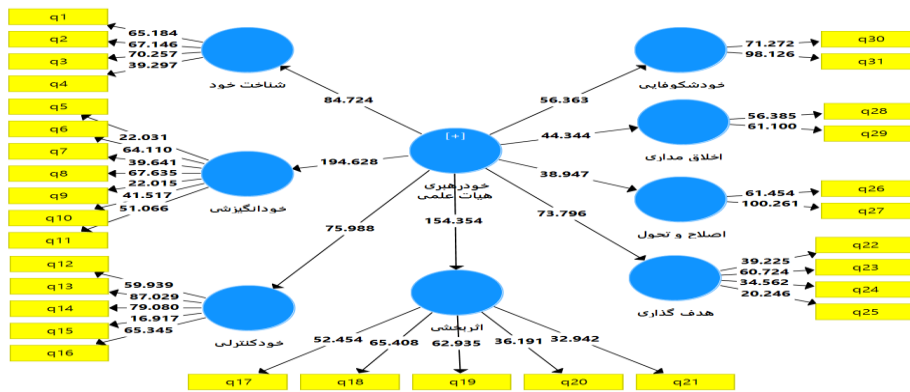 q1
q2
q3
q4
65.184
67.146
70.257
39.297
شناخت خود
84.724
q5
q6
q7
q8
q9
q10
q11
22.031
64.110
39.641
67.635
22.015
41.517
51.066
خودانگیزشی
194.628
q12
q13
q14
q15
q16
59.939
87.029
79.080
16.917
65.345
خودکنترلی
75.988
[+]
خودرهبری
هیات علمی
154.354
اثربخشی
52.454
65.408
62.935
36.191
32.942
q17
q18
q19
q20
q21
56.363
خودشکوفایی
71.272
98.126
q30
q31
44.344
اخلاق مداری
56.385
61.100
q28
q29
38.947
اصلاح و تحول
61.454
100.261
q26
q27
73.796
هدف گذاری
39.225
60.724
34.562
20.246
q22
q23
q24
q25